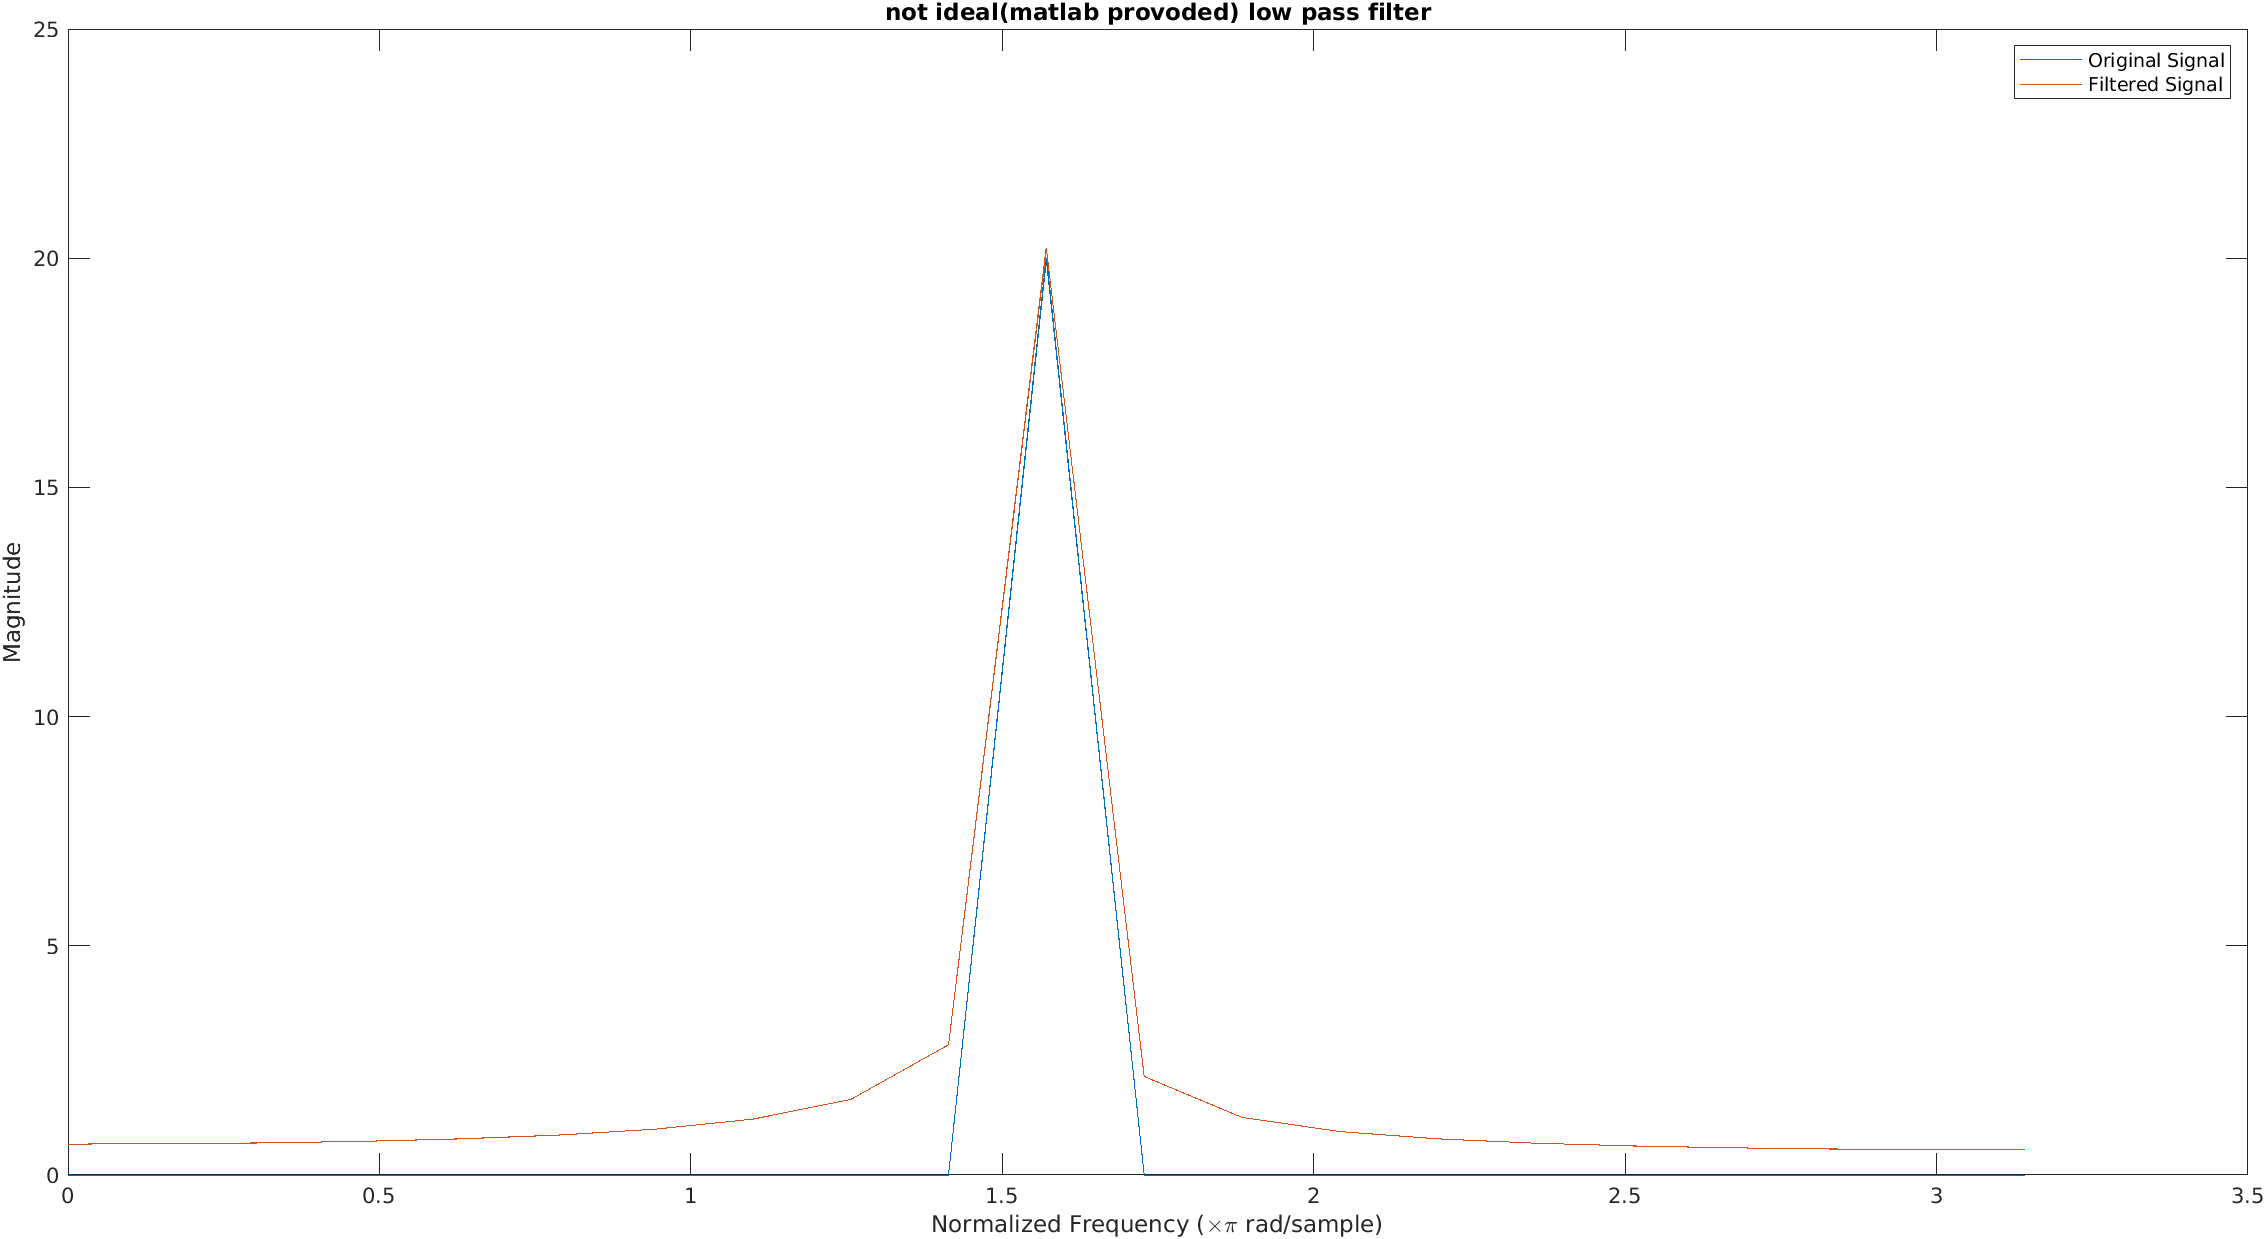 not ideal(matlab provoded) low pass filter
25
20
15
10
5
0
Magnitude
Original Signal
Filtered Signal
0 0.5 1 1.5 2 2.5 3 3.5
Normalized Frequency (×π rad/sample)